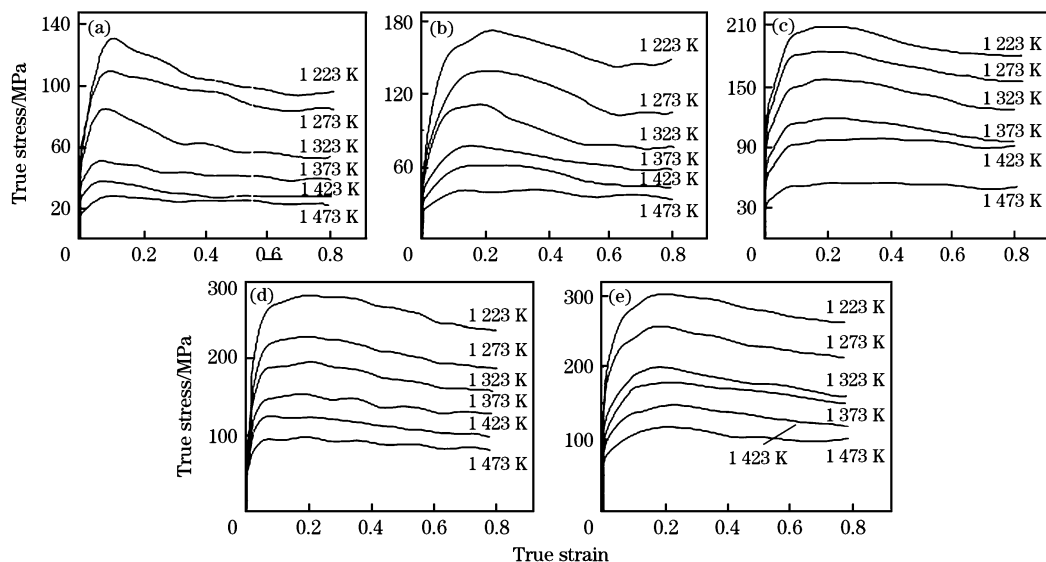 True stress/MPa
140
100
60
20
0
(a)
1 223 K
1 273 K
1 323 K
1 373 K
1 423 K
1 473 K
0 0.2 0.4 0.6 0.8
180
120
60
(b)
1 223 K
1 273 K
1 323 K
1 373 K
1 423 K
1 473 K
0 0.2 0.4 0.6 0.8
210
150
90
30
(c)
1 223 K
1 273 K
1 323 K
1 373 K
1 423 K
1 473 K
0 0.2 0.4 0.6 0.8
True stress/MPa
300
200
100
(d)
1 223 K
1 273 K
1 323 K
1 373 K
1 423 K
1 473 K
0 0.2 0.4 0.6 0.8
300
200
100
(e)
1 223 K
1 273 K
1 323 K
1 373 K
1 423 K
1 473 K
0 0.2 0.4 0.6 0.8
True strain